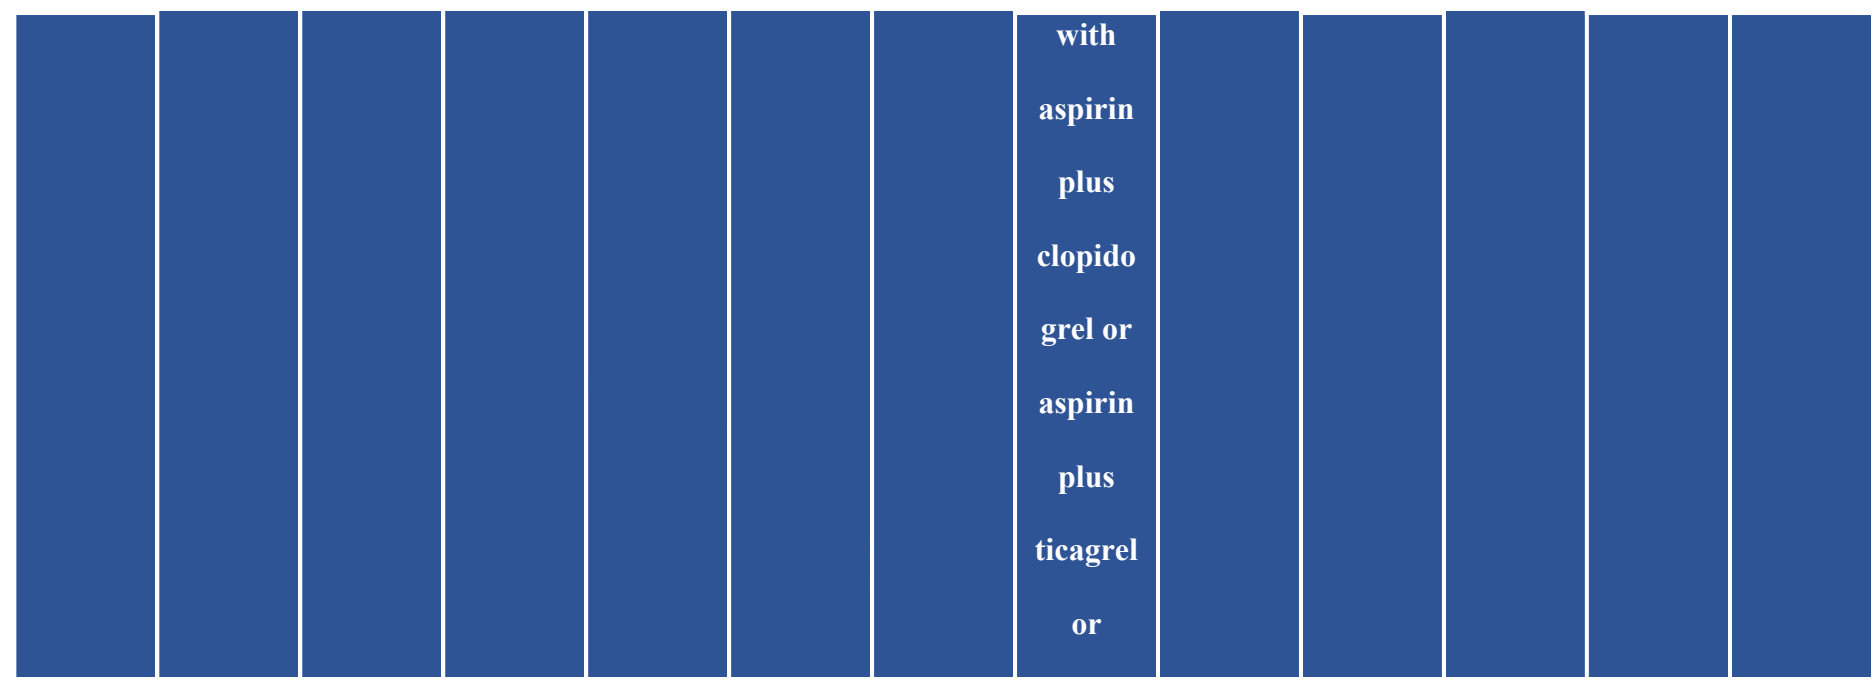 with
aspirin
plus
clopido
grel or
aspirin
plus
ticagrel
or